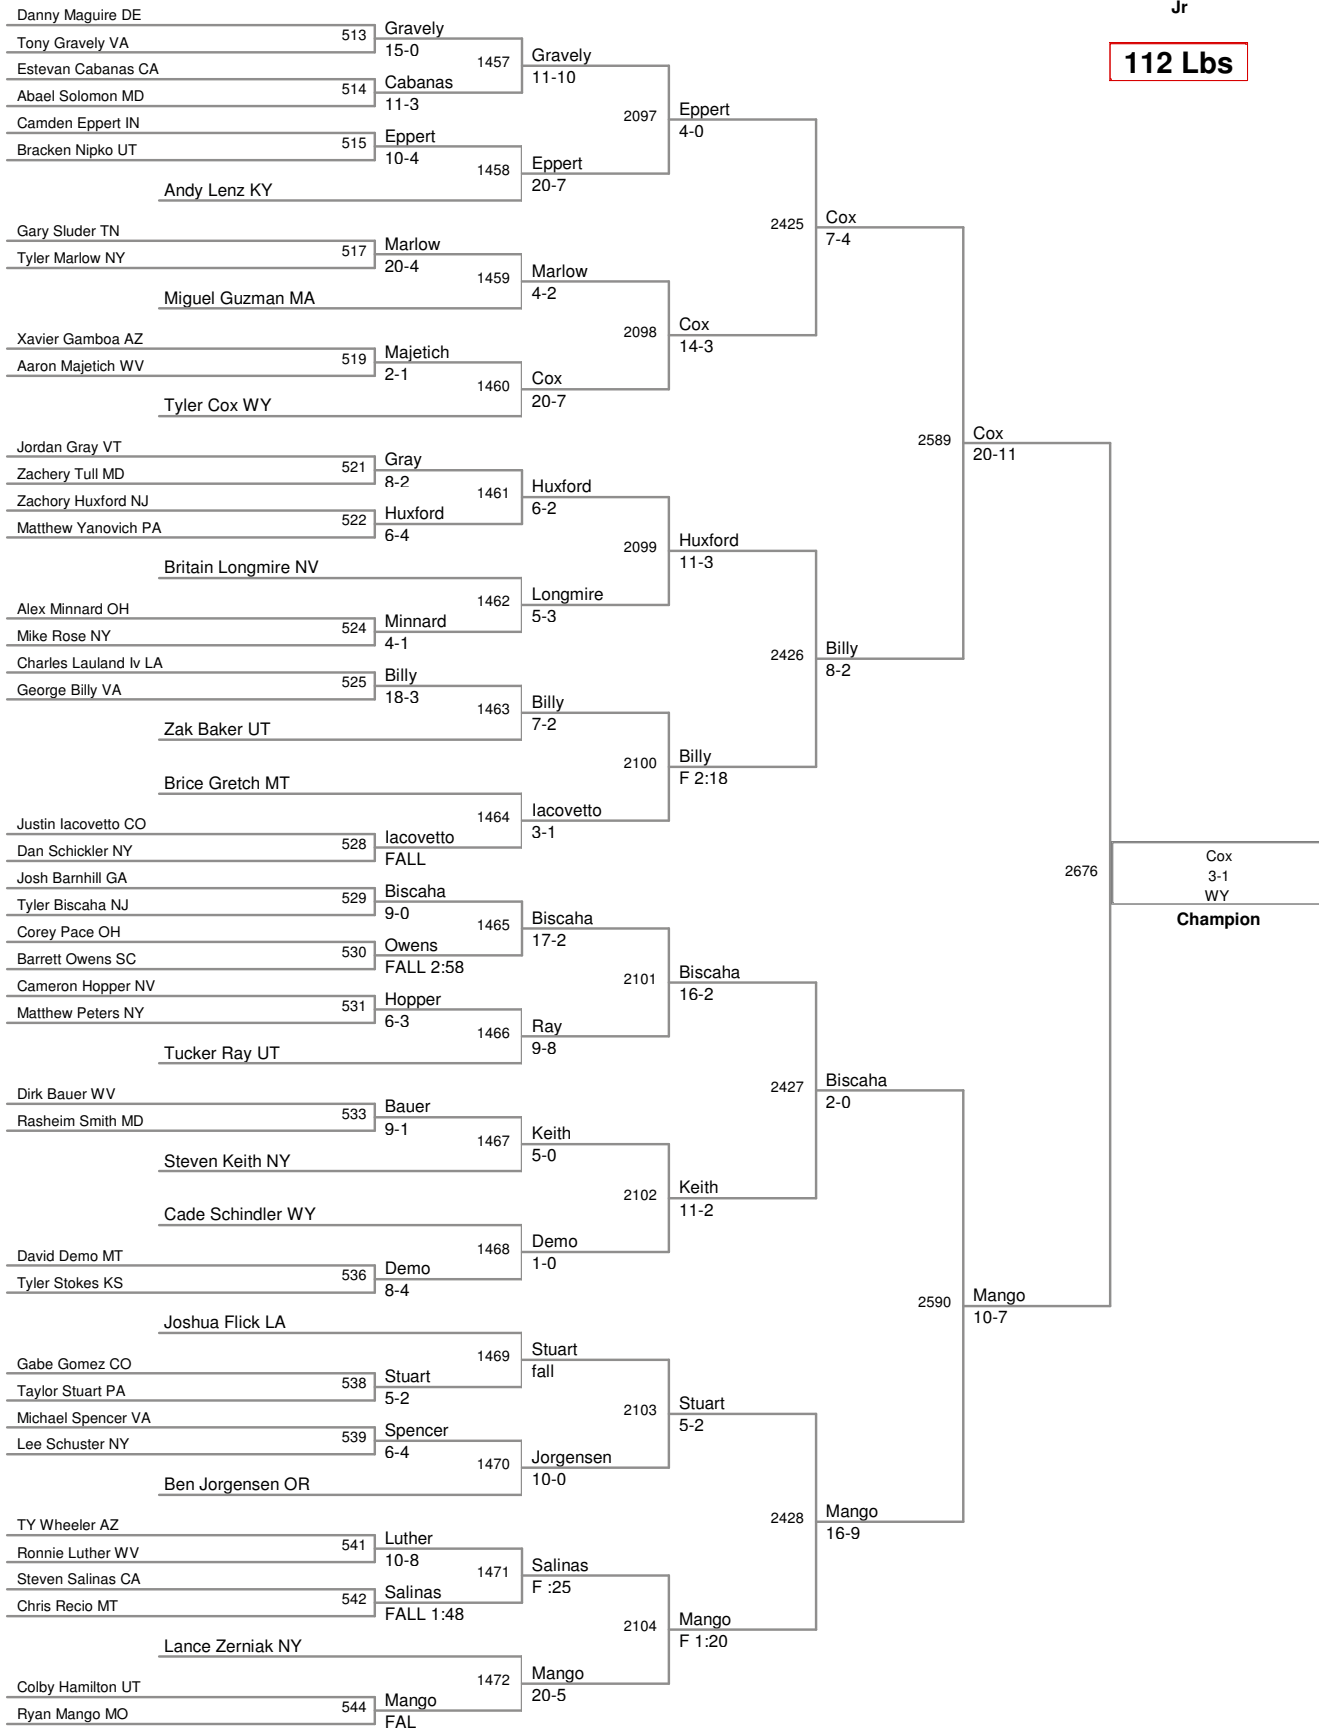 Jr
112 Lbs
Danny Maguire DE
513
Gravely
15-0
Tony Gravely VA
1457
Gravely
11-10
Estevan Cabanas CA
514
Cabanas
11-3
Abael Solomon MD
2097
Eppert
4-0
Camden Eppert IN
515
Eppert
10-4
Bracken Nipko UT
1458
Eppert
20-7
Andy Lenz KY
2425
Cox
7-4
Gary Sluder TN
517
Marlow
20-4
Tyler Marlow NY
1459
Marlow
4-2
Miguel Guzman MA
2098
Cox
14-3
Xavier Gamboa AZ
519
Majetich
2-1
Aaron Majetich WV
1460
Cox
20-7
Tyler Cox WY
2589
Cox
20-11
Jordan Gray VT
521
Gray
8-2
Zachery Tull MD
1461
Huxford
6-2
Zachory Huxford NJ
522
Huxford
6-4
Matthew Yanovich PA
2099
Huxford
11-3
Britain Longmire NV
1462
Longmire
5-3
Alex Minnard OH
524
Minnard
4-1
Mike Rose NY
2426
Billy
8-2
Charles Lauland Iv LA
525
Billy
18-3
George Billy VA
1463
Billy
7-2
Zak Baker UT
2100
Billy
F 2:18
Brice Gretch MT
1464
Iacovetto
3-1
Justin Iacovetto CO
528
Iacovetto
FALL
Dan Schickler NY
2676
Cox
3-1
WY
Champion
Josh Barnhill GA
529
Biscaha
9-0
Tyler Biscaha NJ
1465
Biscaha
17-2
Corey Pace OH
530
Owens
FALL 2:58
Barrett Owens SC
2101
Biscaha
16-2
Cameron Hopper NV
531
Hopper
6-3
Matthew Peters NY
1466
Ray
9-8
Tucker Ray UT
2427
Biscaha
2-0
Dirk Bauer WV
533
Bauer
9-1
Rasheim Smith MD
1467
Keith
5-0
Steven Keith NY
2102
Keith
11-2
Cade Schindler WY
1468
Demo
1-0
David Demo MT
536
Demo
8-4
Tyler Stokes KS
2590
Mango
10-7
Joshua Flick LA
1469
Stuart
fall
Gabe Gomez CO
538
Stuart
5-2
Taylor Stuart PA
2103
Stuart
5-2
Michael Spencer VA
539
Spencer
6-4
Lee Schuster NY
1470
Jorgensen
10-0
Ben Jorgensen OR
2428
Mango
16-9
TY Wheeler AZ
541
Luther
10-8
Ronnie Luther WV
1471
Salinas
F :25
Steven Salinas CA
542
Salinas
FALL 1:48
Chris Recio MT
2104
Mango
F 1:20
Lance Zerniak NY
1472
Mango
20-5
Colby Hamilton UT
544
Mango
FAL
Ryan Mango MO